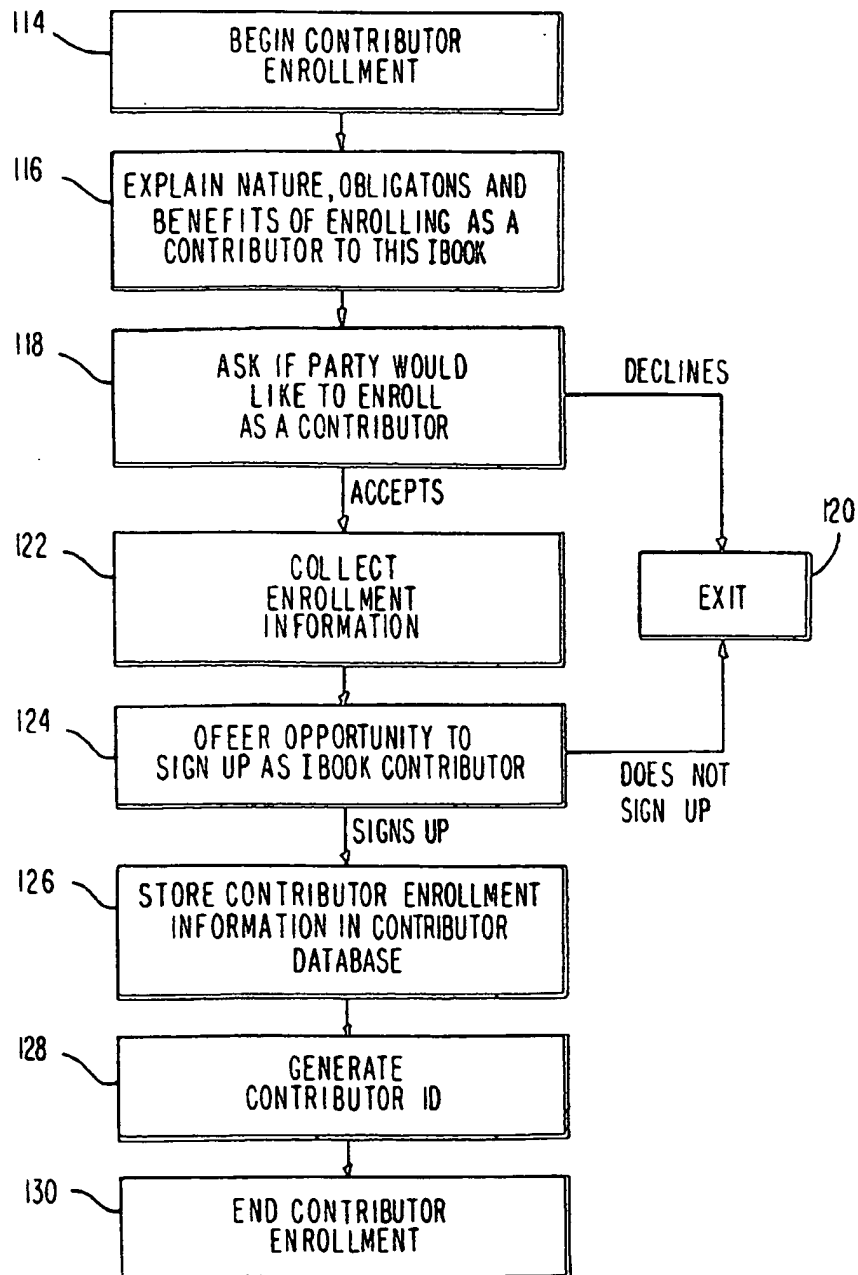 114
BEGIN CONTRIBUTOR
ENROLLMENT
116
EXPLAIN NATURE, OBLIGATONS AND
BENEFITS OF ENROLLING AS A
CONTRIBUTOR TO THIS IBOOK
118
ASK IF PARTY WOULD
LIKE TO ENROLL
AS A CONTRIBUTOR
DECLINES
ACCEPTS
120
EXIT
122
COLLECT
ENROLLMENT
INFORMATION
124
OFEER OPPORTUNITY TO
SIGN UP AS IBOOK CONTRIBUTOR
DOES NOT
SIGN UP
SIGNS UP
126
STORE CONTRIBUTOR ENROLLMENT
INFORMATION IN CONTRIBUTOR
DATABASE
128
GENERATE
CONTRIBUTOR ID
130
END CONTRIBUTOR
ENROLLMENT